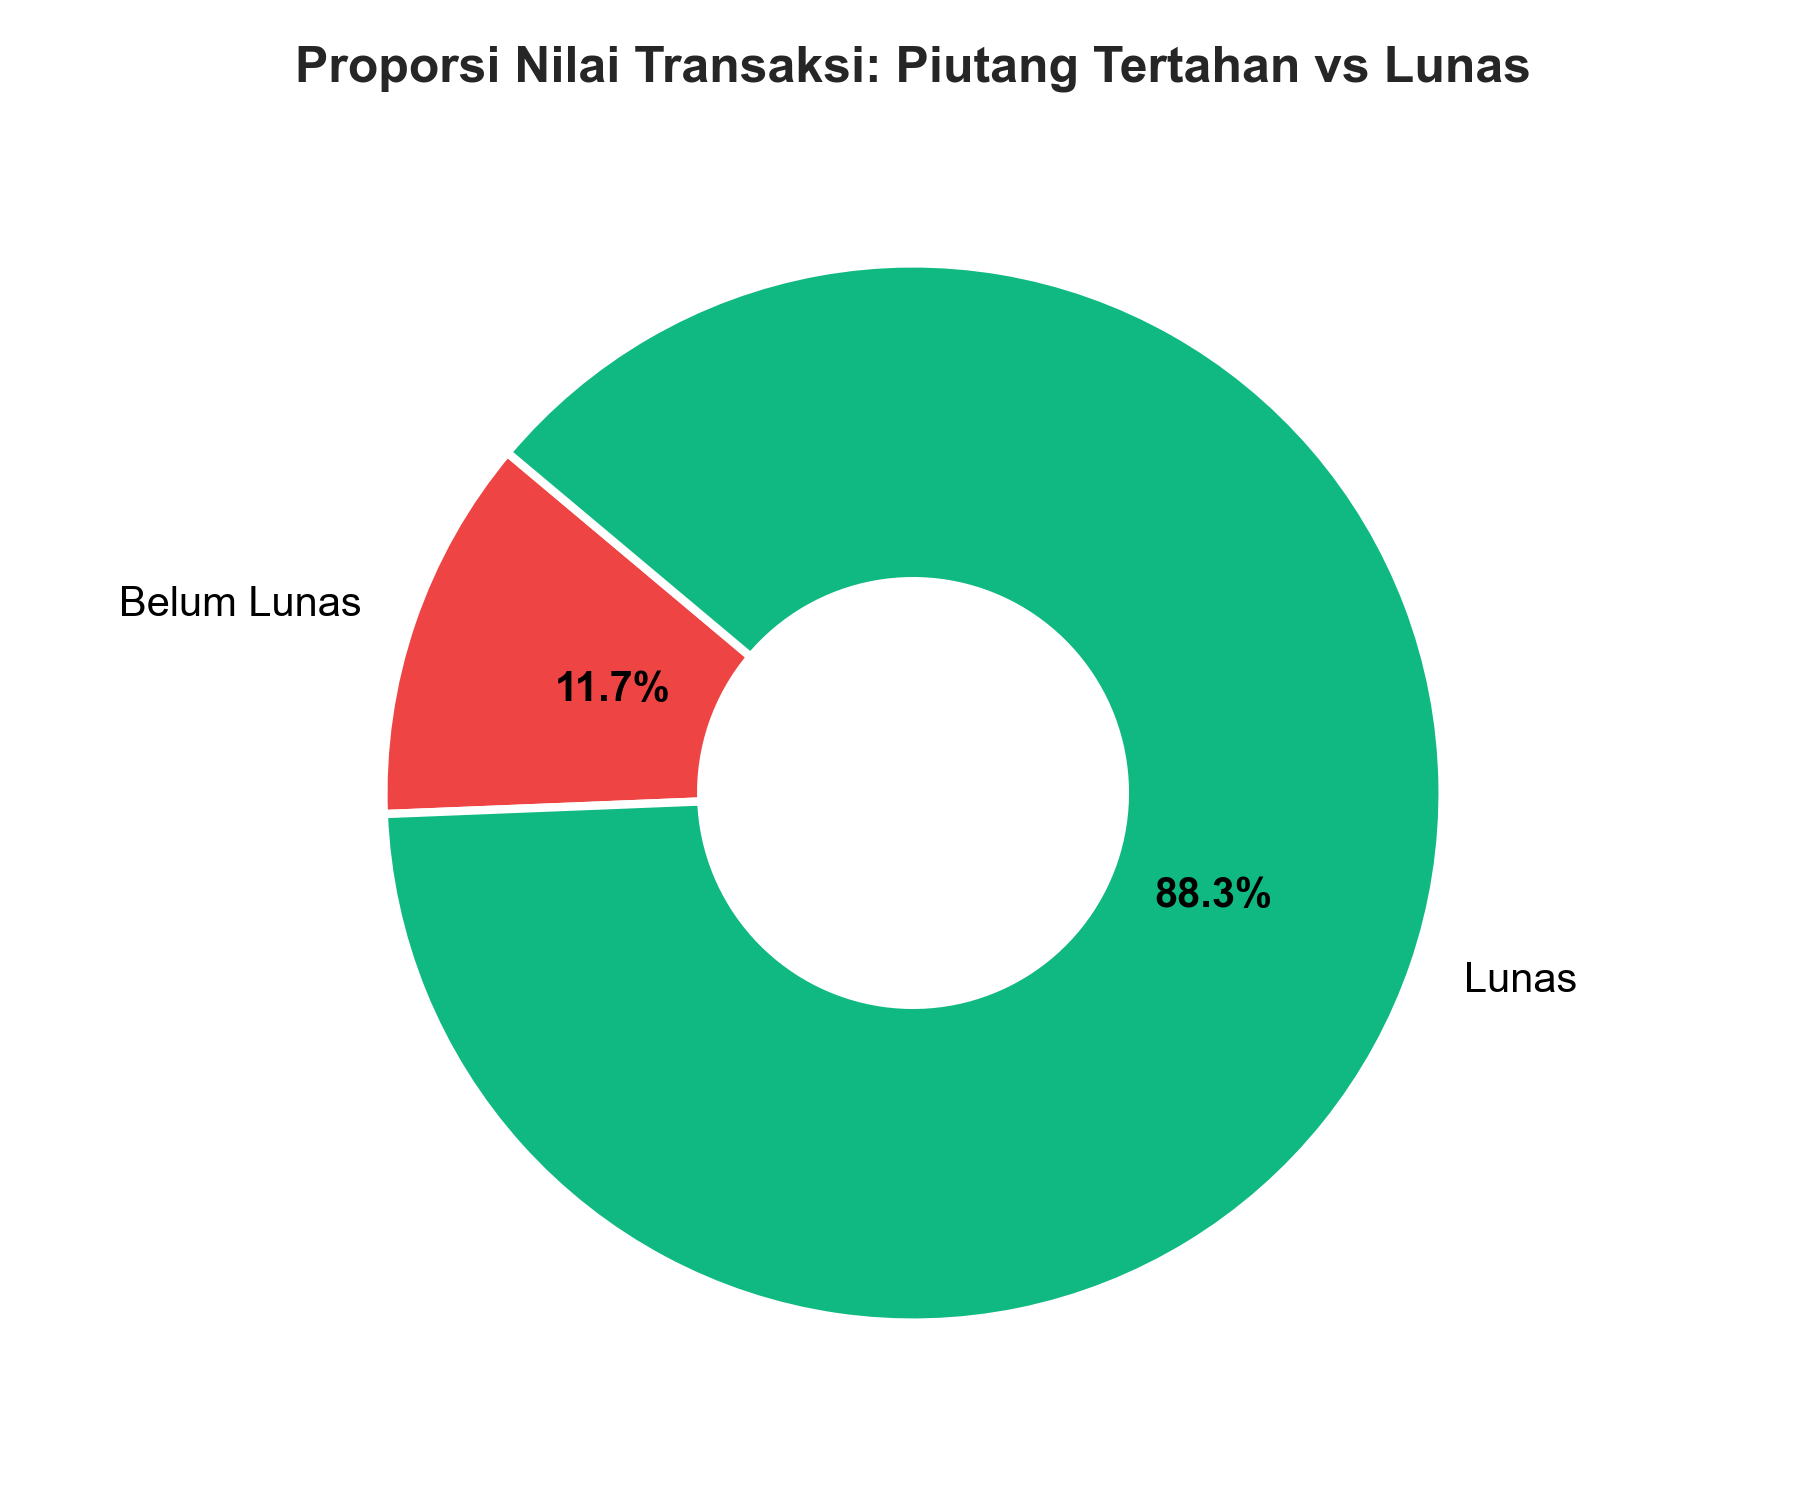 Proporsi Nilai Transaksi: Piutang Tertahan vs Lunas
Belum Lunas
11.7%
88.3%
Lunas